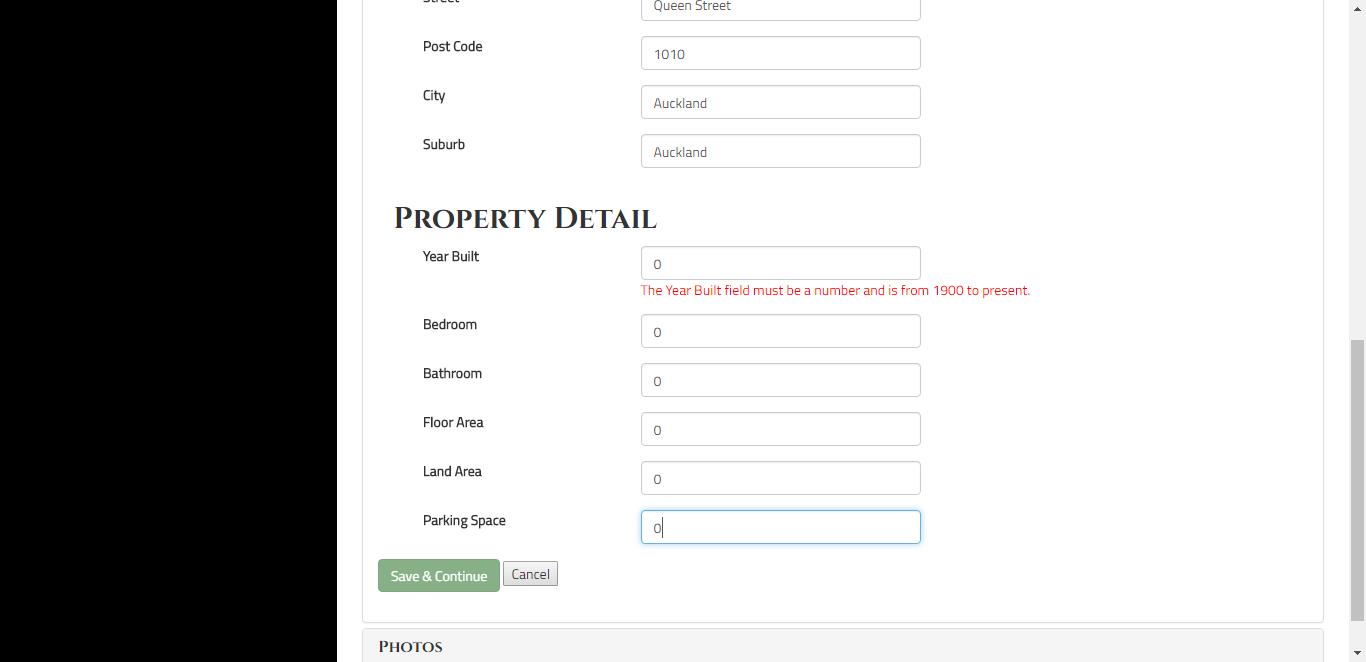 Street
Queen Street
Post Code
1010
City
Auckland
Suburb
Auckland
Property Detail
Year Built
0
The Year Built field must be a number and is from 1900 to present.
Bedroom
0
Bathroom
0
Floor Area
0
Land Area
0
Parking Space
0
Save & Continue
Cancel
Photos